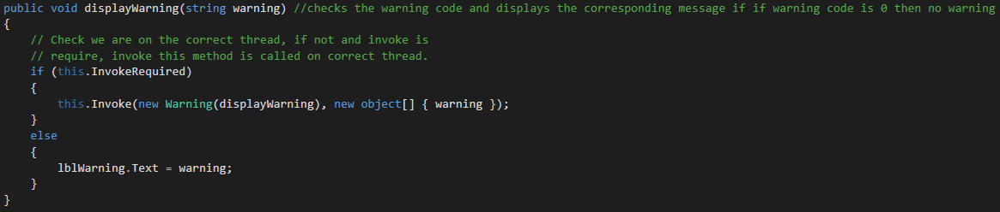 public void displayWarning(string warning) //checks the warning code and displays the corresponding message if if warning code is 0 then no warning
{
    // Check we are on the correct thread, if not and invoke is
    // require, invoke this method is called on correct thread.
    if (this.InvokeRequired)
    {
        this.Invoke(new Warning(displayWarning), new object[] { warning });
    }
    else
    {
        lblWarning.Text = warning;
    }
}